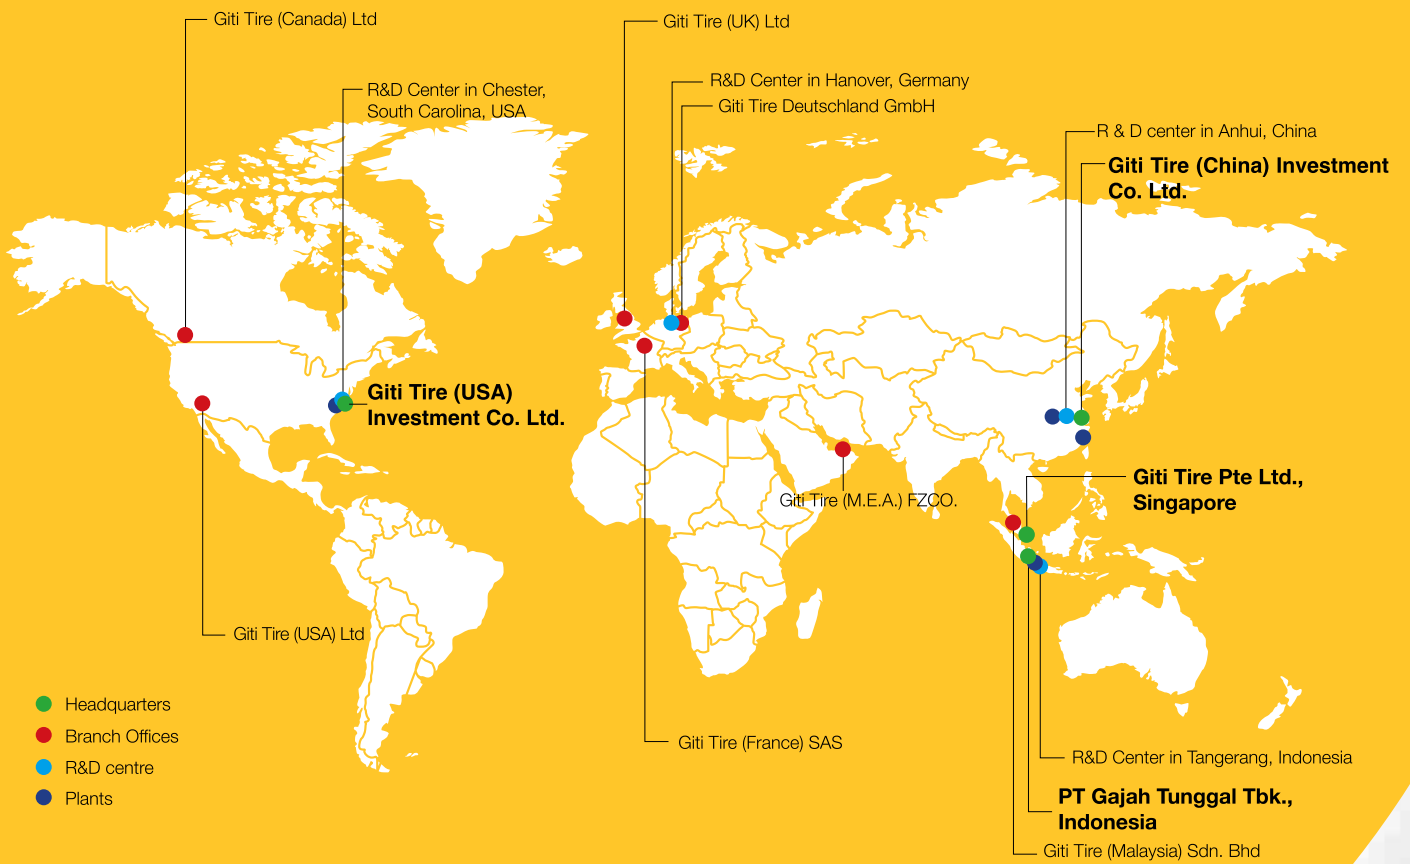 Giti Tire (Canada) Ltd
Giti Tire (UK) Ltd
R&D Center in Chester,
South Carolina, USA
R&D Center in Hanover, Germany
Giti Tire Deutschland GmbH
R & D center in Anhui, China
Giti Tire (China) Investment
Co. Ltd.
Giti Tire (USA)
Investment Co. Ltd.
Giti Tire Pte Ltd.,
Singapore
Giti Tire (M.E.A.) FZCO.
Giti Tire (USA) Ltd
Headquarters
Branch Offices
R&D centre
Plants
Giti Tire (France) SAS
R&D Center in Tangerang, Indonesia
PT Gajah Tunggal Tbk.,
Indonesia
Giti Tire (Malaysia) Sdn. Bhd